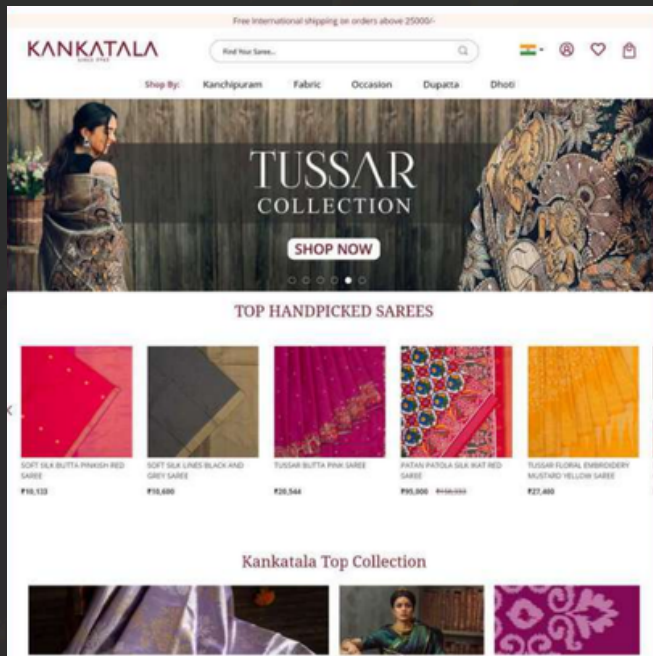 Free International shipping on orders above 25000/-
KANKATALA
Find Your Saree...
Shop By: Kanchipuram Fabric Occasion Dupatta Dhoti
TUSSAR
COLLECTION
SHOP NOW
TOP HANDPICKED SAREES
SOFT SILK BUTTA PINKISH RED SAREE
₹10,133
SOFT SILK LINES BLACK AND GREY SAREE
₹10,600
TUSSAR BUTTA PINK SAREE
₹20,544
PATAN PATOLA SILK IKAT RED SAREE
₹95,000
TUSSAR FLORAL EMBROIDERY MUSTARD YELLOW SAREE
₹27,400
Kankatala Top Collection